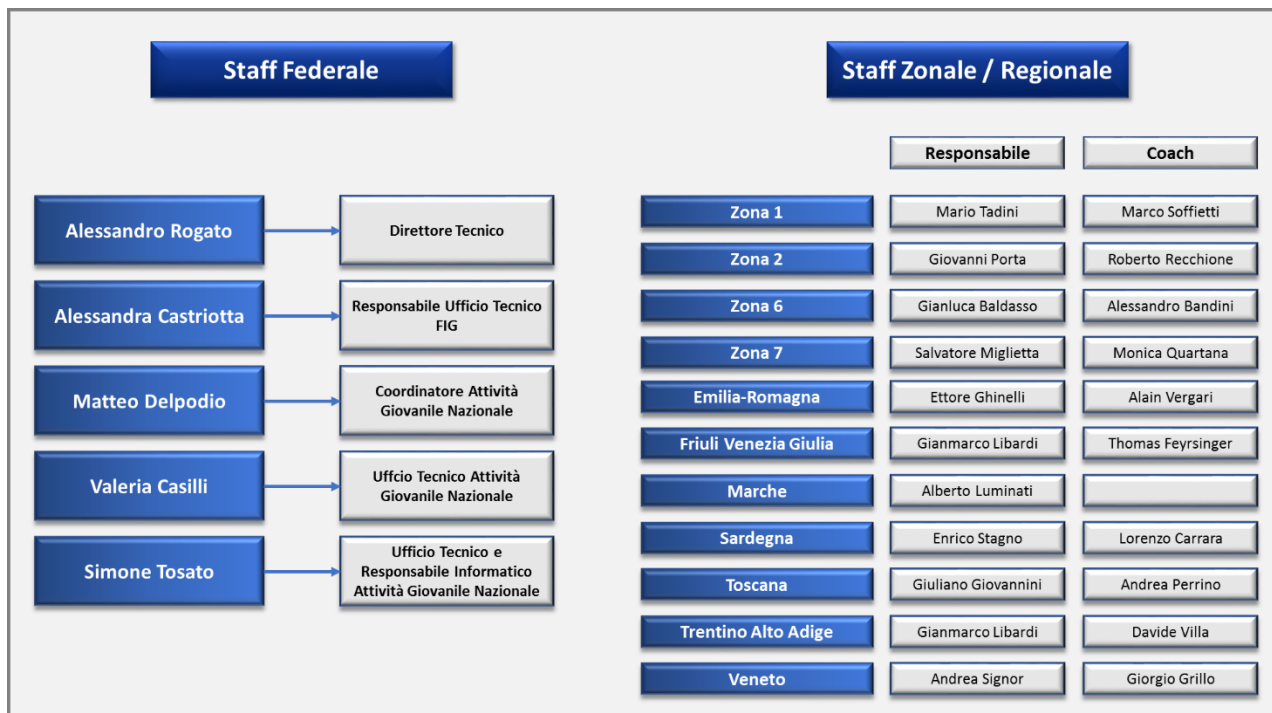 Staff Federale
Alessandro Rogato
Direttore Tecnico
Alessandra Castriotta
Responsabile Ufficio Tecnico
FIG
Matteo Delpodio
Coordinatore Attività
Giovanile Nazionale
Valeria Casilli
Uffcio Tecnico Attività
Giovanile Nazionale
Simone Tosato
Ufficio Tecnico e
Responsabile Informatico
Attività Giovanile Nazionale
Staff Zonale / Regionale
Responsabile Coach
Zona 1 Mario Tadini Marco Soffietti
Zona 2 Giovanni Porta Roberto Recchione
Zona 6 Gianluca Baldasso Alessandro Bandini
Zona 7 Salvatore Miglietta Monica Quartana
Emilia-Romagna Ettore Ghinelli Alain Vergari
Friuli Venezia Giulia Gianmarco Libardi Thomas Feyrsinger
Marche Alberto Luminati
Sardegna Enrico Stagno Lorenzo Carrara
Toscana Giuliano Giovannini Andrea Perrino
Trentino Alto Adige Gianmarco Libardi Davide Villa
Veneto Andrea Signor Giorgio Grillo